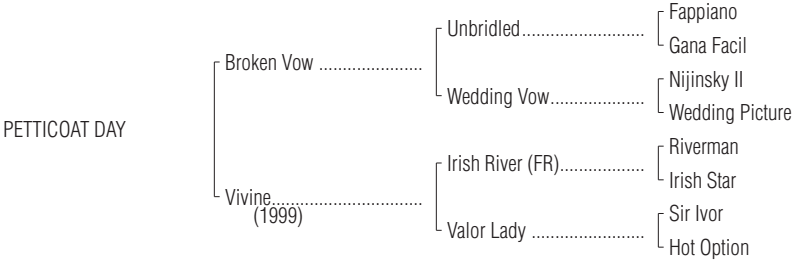 Fappiano
Unbridled.........................
Gana Facil
Broken Vow ......................
Nijinsky II
Wedding Vow....................
Wedding Picture
PETTICOAT DAY
Riverman
Irish River (FR)..................
Irish Star
Vivine................................
(1999)
Sir Ivor
Valor Lady ........................
Hot Option